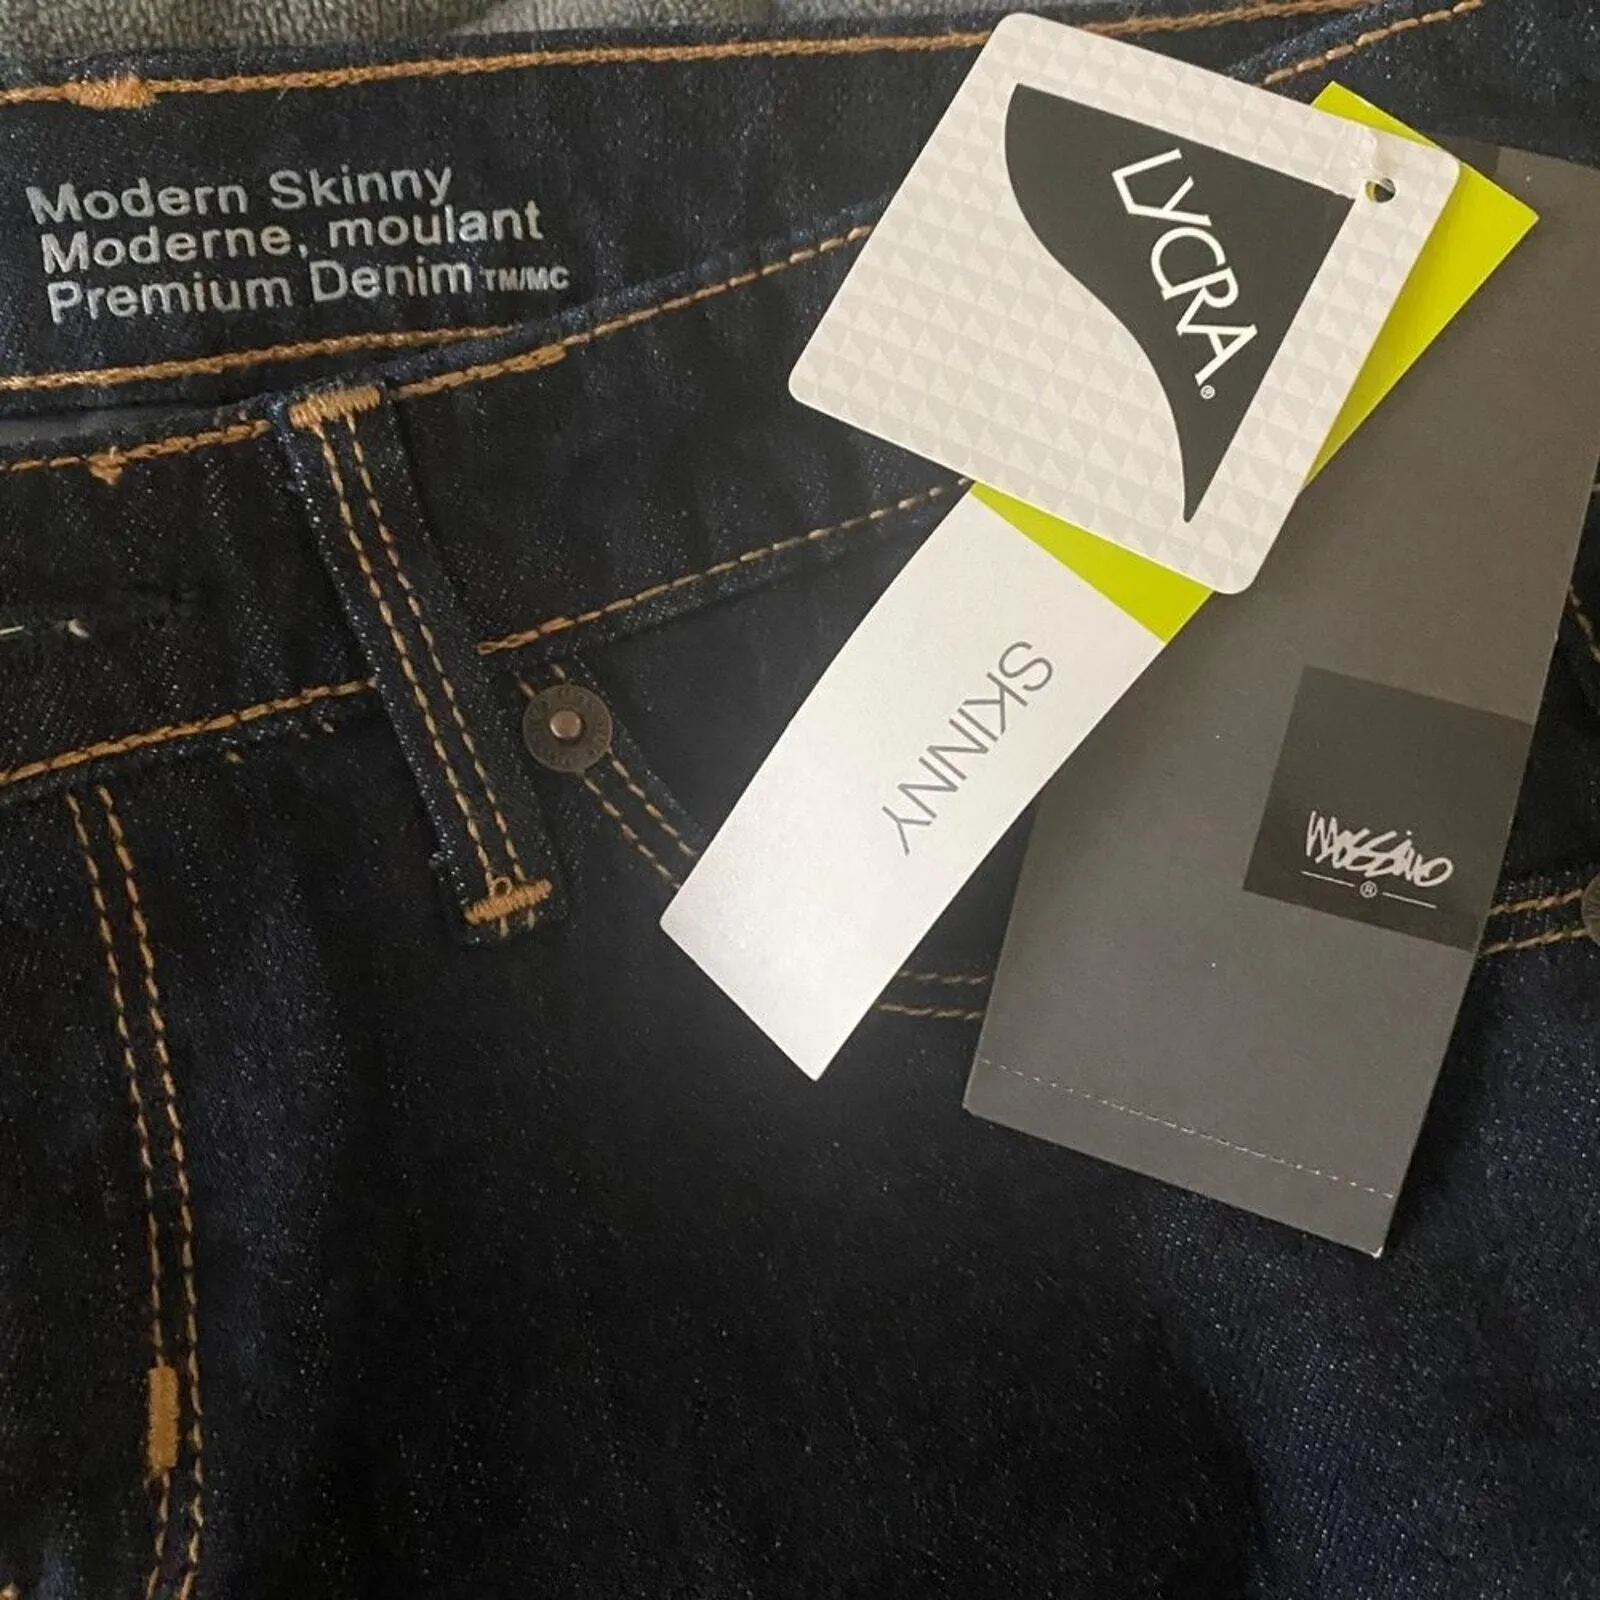 Modern Skinny
Moderne, moulant
Premium Denim TM/MC
LYCRA®
SKINNY
MOSSIMO
®